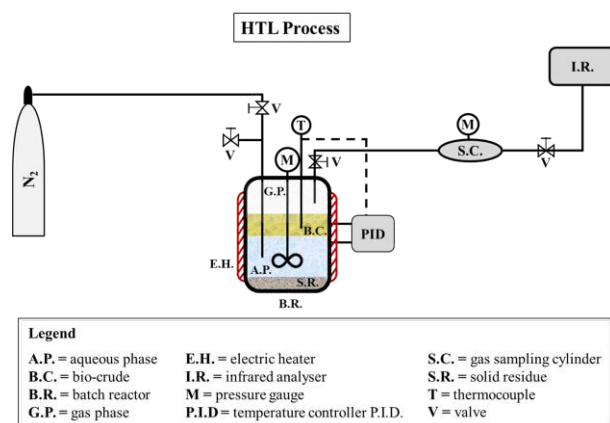 HTL Process
I.R.
V
T
M
V
M
V
S.C.
V
N2
G.P.
B.C.
PID
E.H.
A.P.
S.R.
B.R.
Legend
A.P. = aqueous phase
B.C. = bio-crude
B.R. = batch reactor
G.P. = gas phase
E.H. = electric heater
I.R. = infrared analyser
M = pressure gauge
P.I.D = temperature controller P.I.D.
S.C. = gas sampling cylinder
S.R. = solid residue
T = thermocouple
V = valve